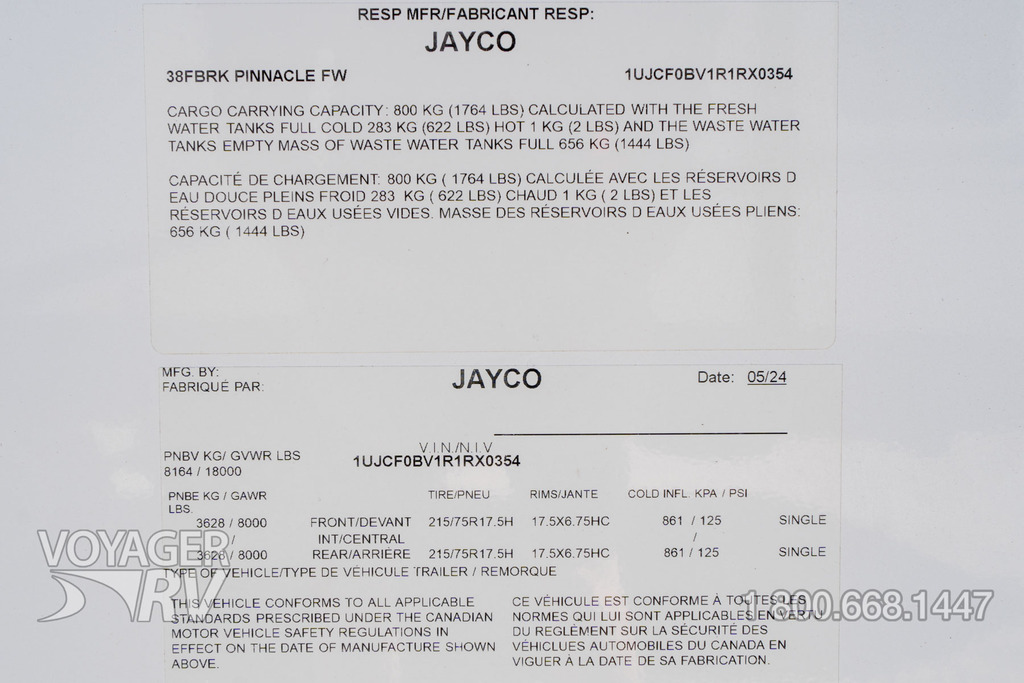 RESP MFR/FABRICANT RESP:
JAYCO
38FBRK PINNACLE FW 1UJCF0BV1R1RX0354
CARGO CARRYING CAPACITY: 800 KG (1764 LBS) CALCULATED WITH THE FRESH
WATER TANKS FULL COLD 283 KG (622 LBS) HOT 1 KG (2 LBS) AND THE WASTE WATER
TANKS EMPTY MASS OF WASTE WATER TANKS FULL 656 KG (1444 LBS)
CAPACITÉ DE CHARGEMENT: 800 KG ( 1764 LBS) CALCULÉE AVEC LES RÉSERVOIRS D
EAU DOUCE PLEINS FROID 283 KG ( 622 LBS) CHAUD 1 KG ( 2 LBS) ET LES
RÉSERVOIRS D EAUX USÉES VIDES. MASSE DES RÉSERVOIRS D EAUX USÉES PLIENS:
656 KG ( 1444 LBS)
MFG. BY:
FABRIQUÉ PAR:
JAYCO
Date: 05/24
V.I.N./N.I.V
1UJCF0BV1R1RX0354
PNBV KG/ GVWR LBS
8164 / 18000
PNBE KG / GAWR TIRE/PNEU RIMS/JANTE COLD INFL. KPA / PSI
LBS.
3628 / 8000 FRONT/DEVANT 215/75R17.5H 17.5X6.75HC 861 / 125 SINGLE
/ INT/CENTRAL /
3628 / 8000 REAR/ARRIÈRE 215/75R17.5H 17.5X6.75HC 861 / 125 SINGLE
TYPE OF VEHICLE/TYPE DE VÉHICULE TRAILER / REMORQUE
THIS VEHICLE CONFORMS TO ALL APPLICABLE
STANDARDS PRESCRIBED UNDER THE CANADIAN
MOTOR VEHICLE SAFETY REGULATIONS IN
EFFECT ON THE DATE OF MANUFACTURE SHOWN
ABOVE.
CE VÉHICULE EST CONFORME À TOUTES LES
NORMES QUI LUI SONT APPLICABLES EN VERTU
DU REGLÈMENT SUR LA SÉCURITÉ DES
VÉHICLUES AUTOMOBILES DU CANADA EN
VIGUER À LA DATE DE SA FABRICATION.
VOYAGER
RV
1.800.668.1447